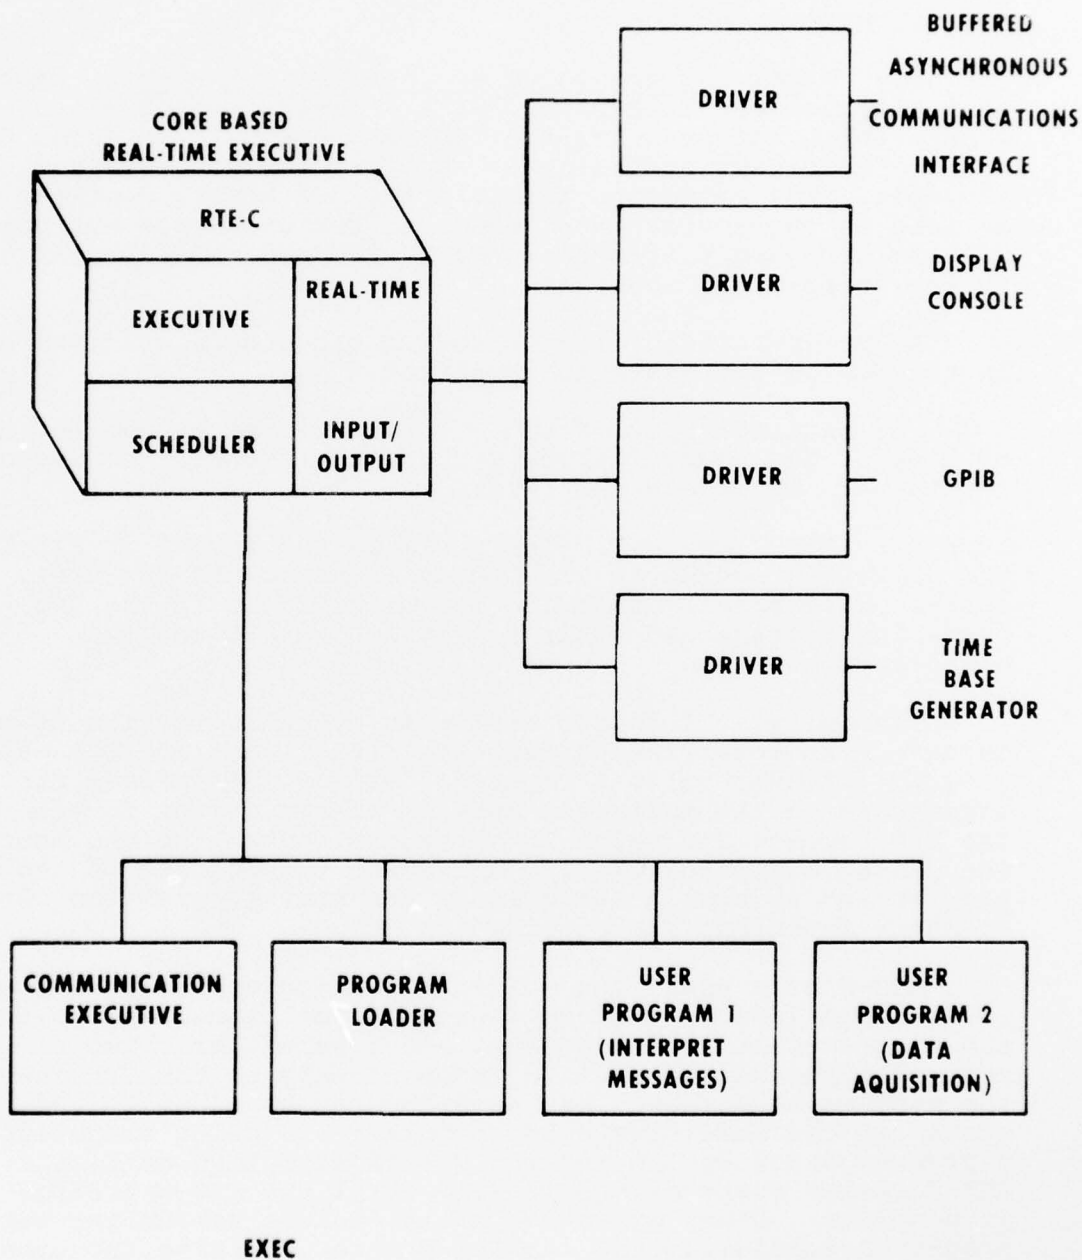 CORE BASED
REAL-TIME EXECUTIVE
RTE-C
EXECUTIVE
SCHEDULER
REAL-TIME
INPUT/
OUTPUT
DRIVER
BUFFERED
ASYNCHRONOUS
COMMUNICATIONS
INTERFACE
DRIVER
DISPLAY
CONSOLE
DRIVER
GPIB
DRIVER
TIME
BASE
GENERATOR
COMMUNICATION
EXECUTIVE
PROGRAM
LOADER
USER
PROGRAM 1
(INTERPRET
MESSAGES)
USER
PROGRAM 2
(DATA
AQUISITION)
EXEC